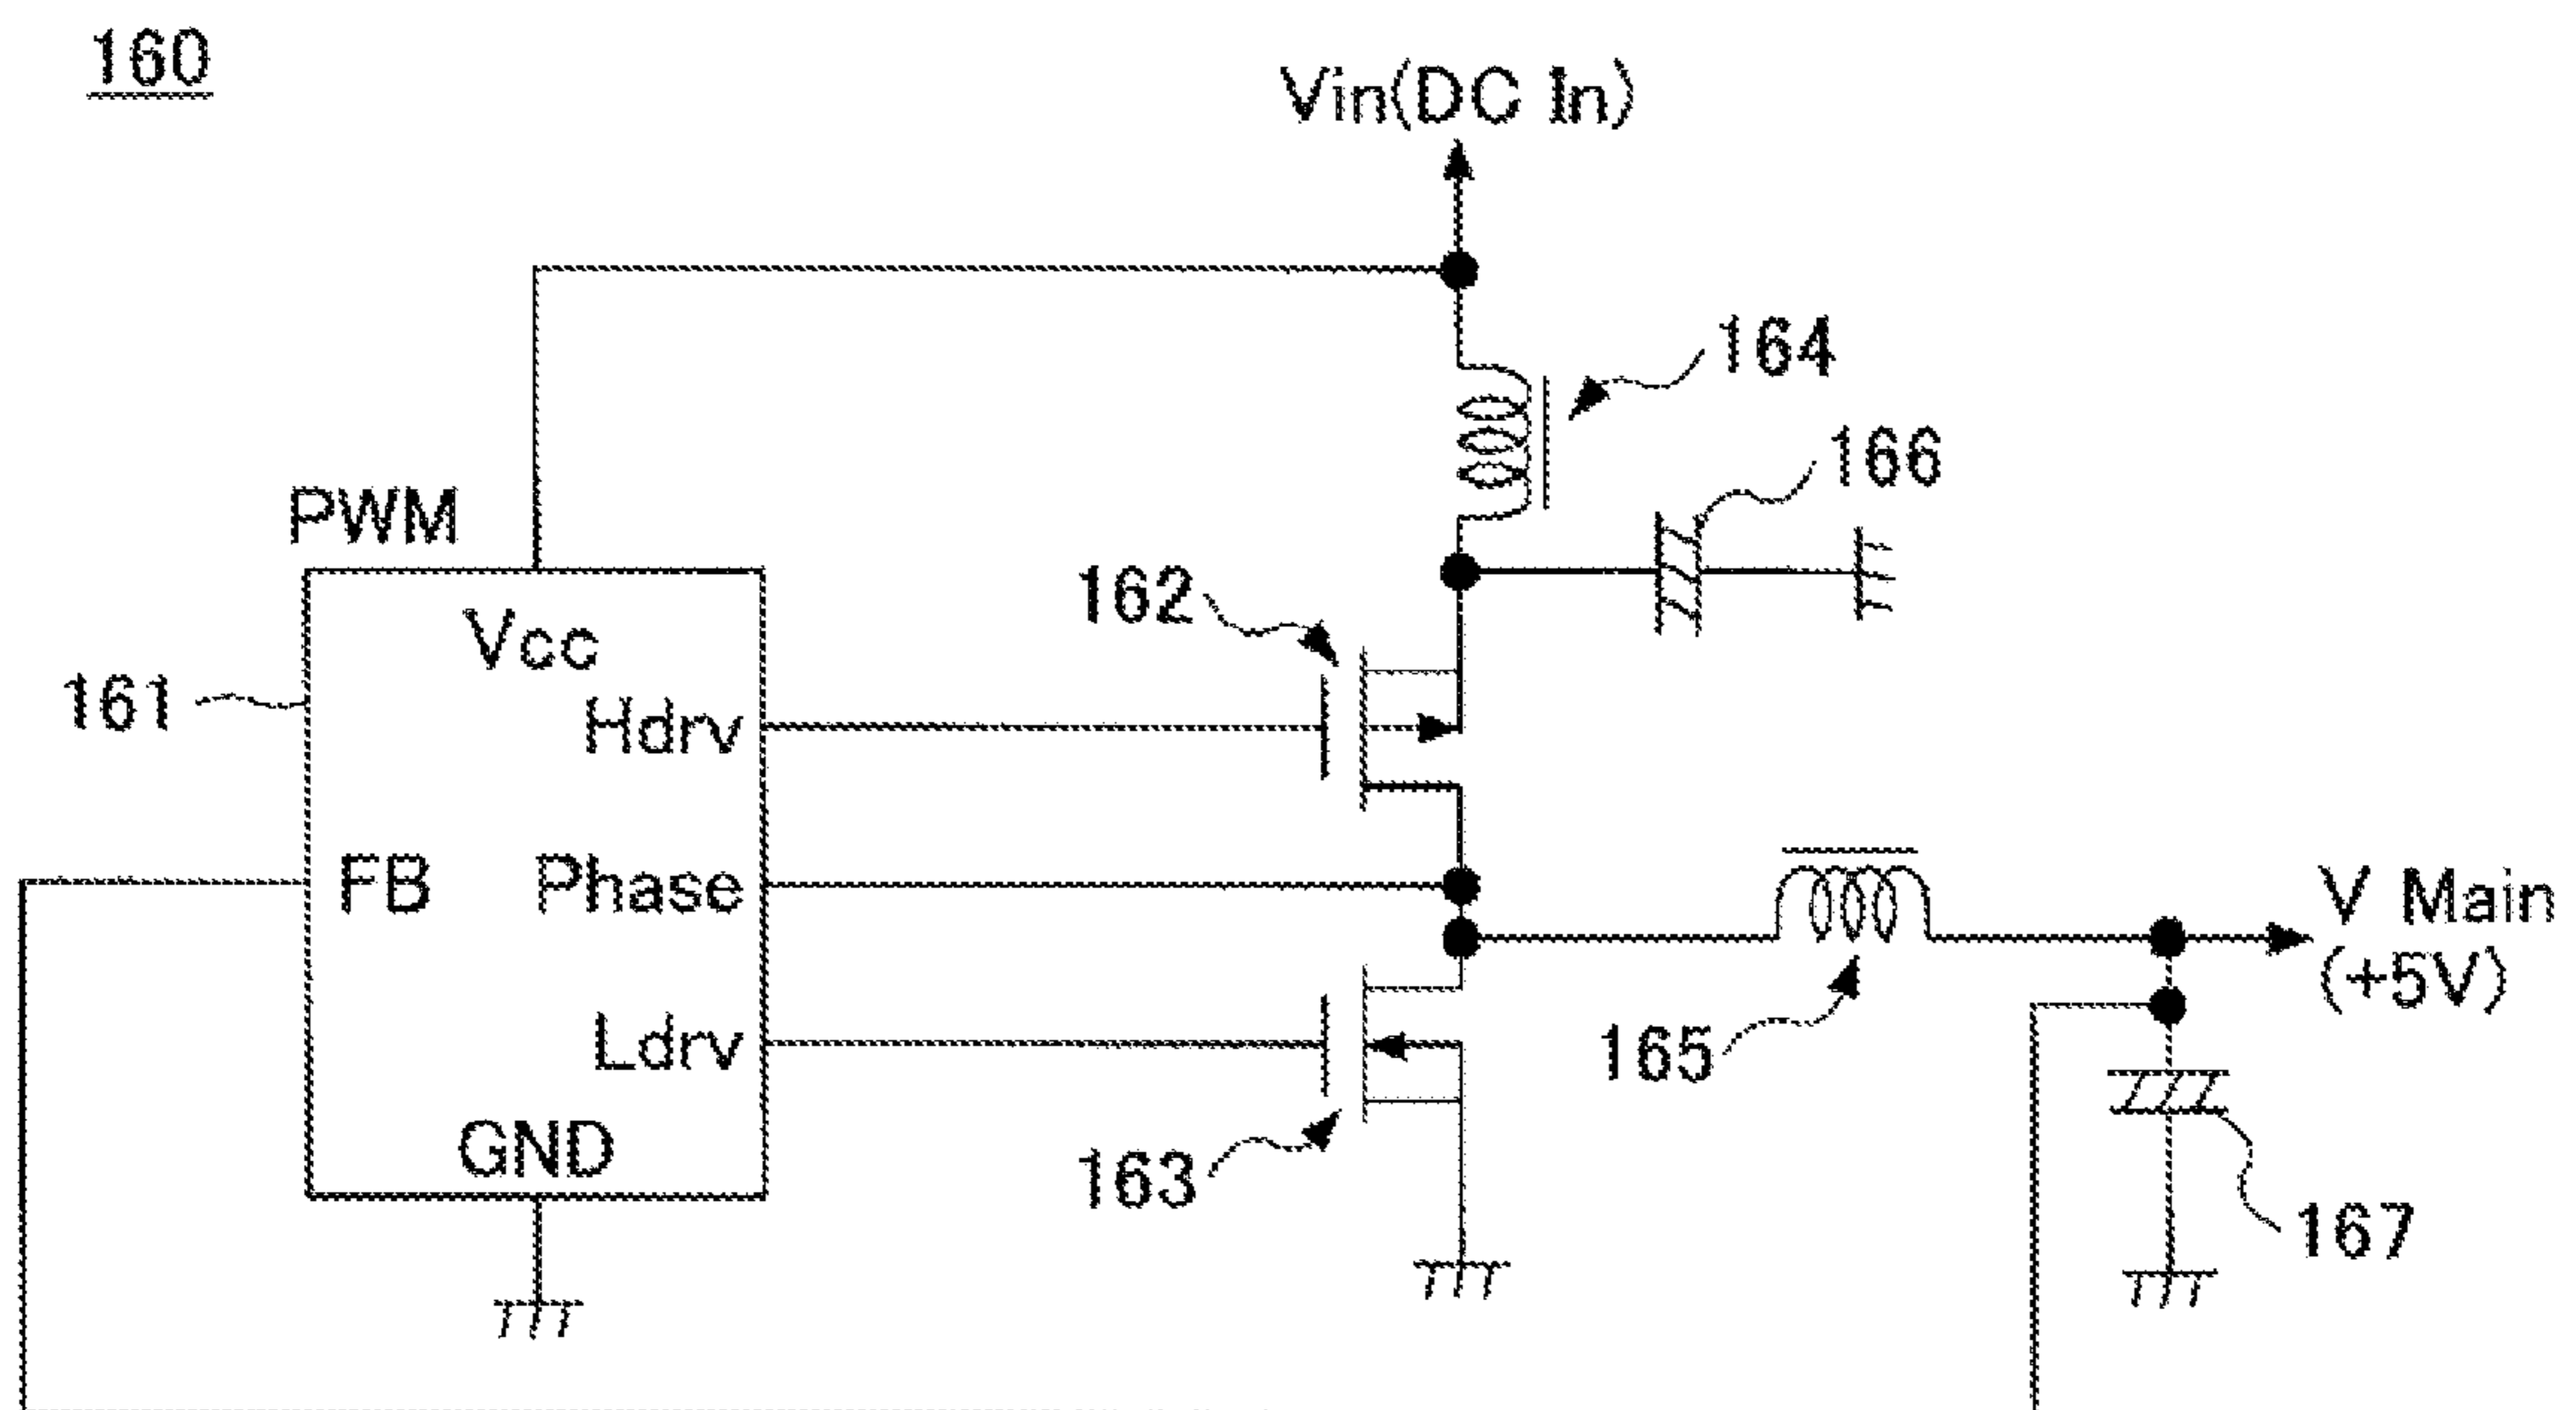 160
Vin(DC In)
164
166
PWM
162
Vcc
161
Hdrv
FB
Phase
V Main
(+5V)
Ldrv
165
GND
163
167